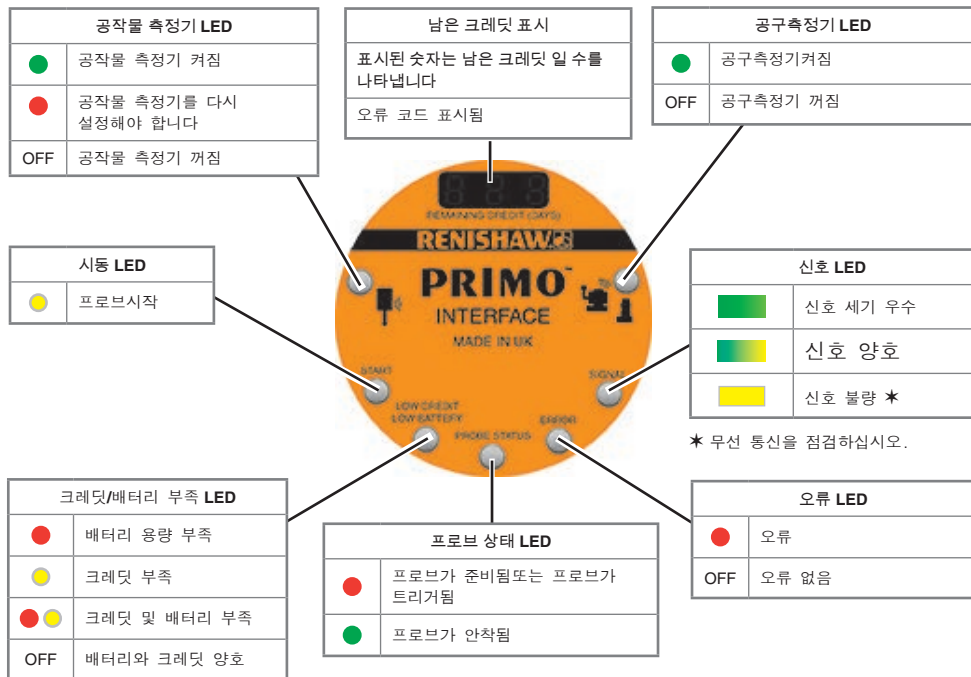 공작물 측정기 LED
공작물 측정기 켜짐
공작물 측정기를 다시
설정해야 합니다
OFF 공작물 측정기 꺼짐
남은 크레딧 표시
표시된 숫자는 남은 크레딧 일 수를
나타냅니다
오류 코드 표시됨
공구측정기 LED
공구측정기켜짐
OFF 공구측정기 꺼짐
REMAINING CREDIT (DAYS)
RENISHAW
PRIMO™
INTERFACE
MADE IN UK
START
SIGNAL
LOW CREDIT
LOW BATTERY
PROBE STATUS
ERROR
시동 LED
프로브시작
신호 LED
신호 세기 우수
신호 양호
신호 불량 ✶
✶ 무선 통신을 점검하십시오.
크레딧/배터리 부족 LED
배터리 용량 부족
크레딧 부족
크레딧 및 배터리 부족
OFF 배터리와 크레딧 양호
프로브 상태 LED
프로브가 준비됨또는 프로브가
트리거됨
프로브가 안착됨
오류 LED
오류
OFF 오류 없음